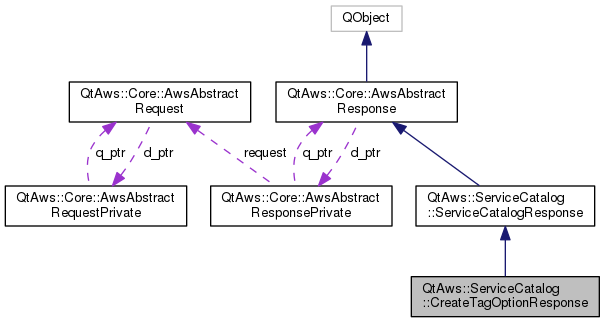 QObject
QtAws::Core::AwsAbstract
Request
QtAws::Core::AwsAbstract
Response
q_ptr
d_ptr
request
q_ptr
d_ptr
QtAws::Core::AwsAbstract
RequestPrivate
QtAws::Core::AwsAbstract
ResponsePrivate
QtAws::ServiceCatalog
::ServiceCatalogResponse
QtAws::ServiceCatalog
::CreateTagOptionResponse